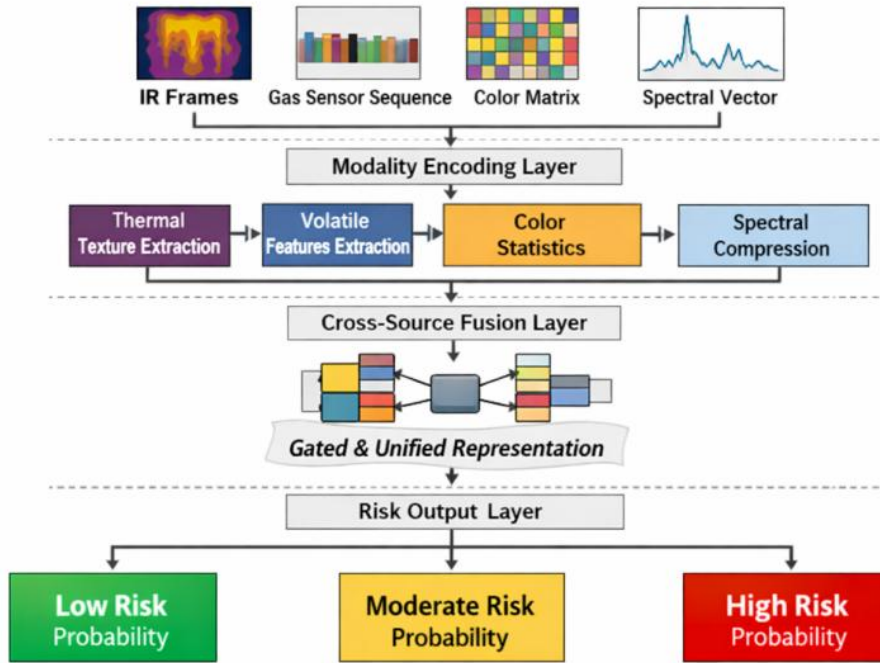 IR Frames
Gas Sensor Sequence
Color Matrix
Spectral Vector
Modality Encoding Layer
Thermal
Texture Extraction
Volatile
Features Extraction
Color
Statistics
Spectral
Compression
Cross-Source Fusion Layer
Gated & Unified Representation
Risk Output Layer
Low Risk
Probability
Moderate Risk
Probability
High Risk
Probability